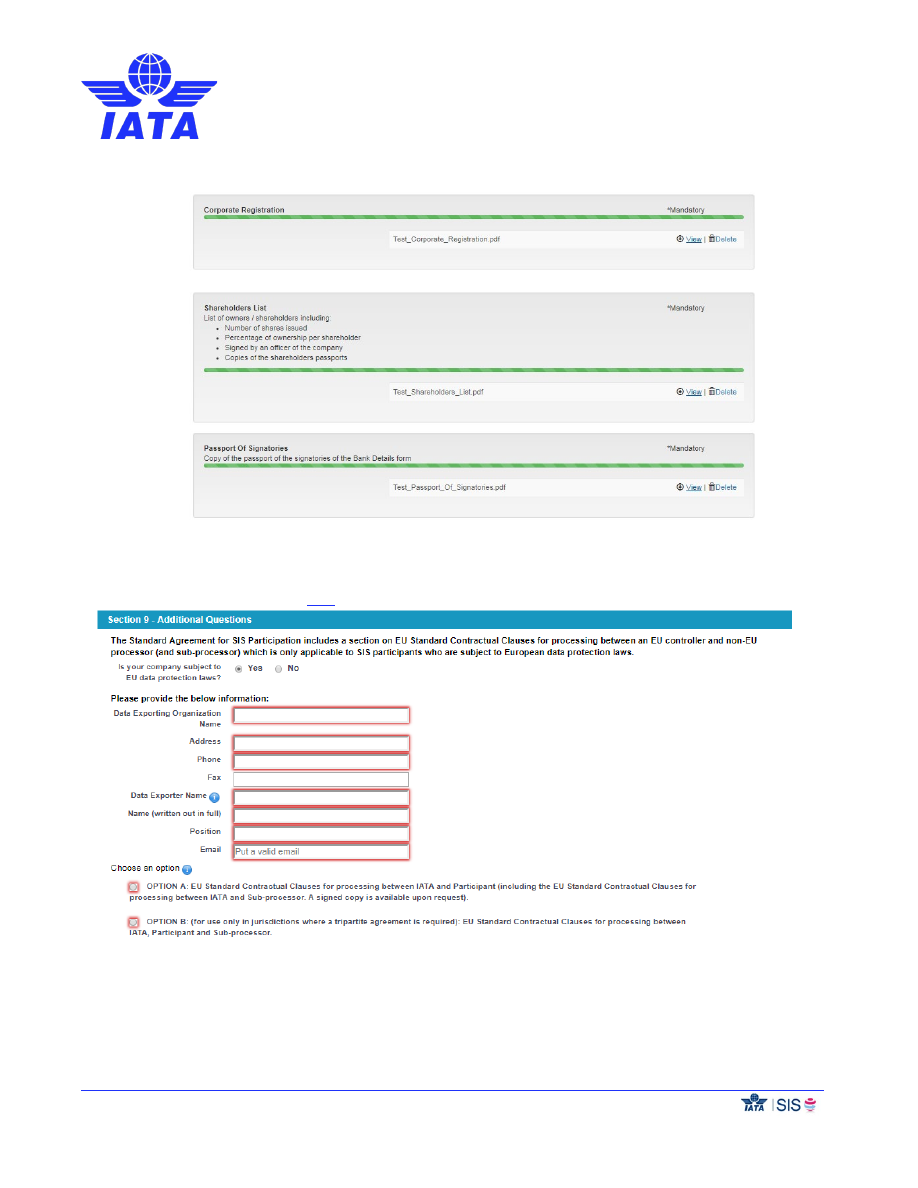 IATA
Corporate Registration *Mandatory
Test_Corporate_Registration.pdf View | Delete
Shareholders List *Mandatory
List of owners / shareholders including:
• Number of shares issued
• Percentage of ownership per shareholder
• Signed by an officer of the company
• Copies of the shareholders passports
Test_Shareholders_List.pdf View | Delete
Passport Of Signatories *Mandatory
Copy of the passport of the signatories of the Bank Details form
Test_Passport_Of_Signatories.pdf View | Delete
Section 9 - Additional Questions
The Standard Agreement for SIS Participation includes a section on EU Standard Contractual Clauses for processing between an EU controller and non-EU
processor (and sub-processor) which is only applicable to SIS participants who are subject to European data protection laws.
Is your company subject to
EU data protection laws?
Yes No
Please provide the below information:
Data Exporting Organization
Name
Address
Phone
Fax
Data Exporter Name
Name (written out in full)
Position
Email Put a valid email
Choose an option
OPTION A: EU Standard Contractual Clauses for processing between IATA and Participant (including the EU Standard Contractual Clauses for
processing between IATA and Sub-processor. A signed copy is available upon request).
OPTION B: (for use only in jurisdictions where a tripartite agreement is required): EU Standard Contractual Clauses for processing between
IATA, Participant and Sub-processor.
IATA | SIS